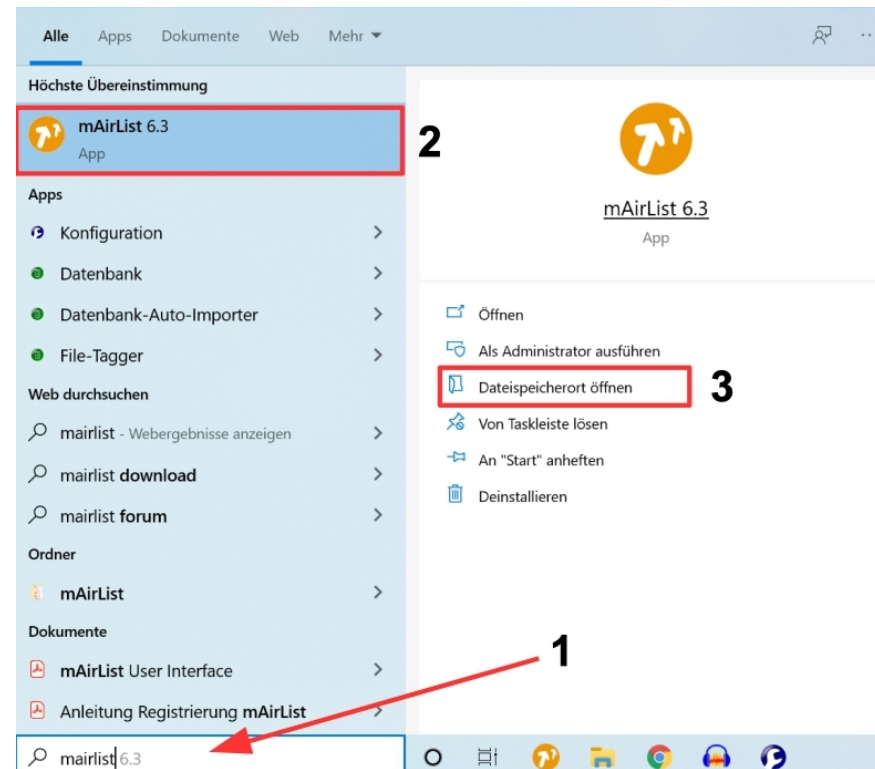 Alle Apps Dokumente Web Mehr
Höchste Übereinstimmung
mAirList 6.3
App
2
Apps
Konfiguration
Datenbank
Datenbank-Auto-Importer
File-Tagger
Web durchsuchen
mairlist - Webergebnisse anzeigen
mairlist download
mairlist forum
Ordner
mAirList
Dokumente
mAirList User Interface
Anleitung Registrierung mAirList
mairlist 6.3
mAirList 6.3
App
Öffnen
Als Administrator ausführen
Dateispeicherort öffnen
3
Von Taskleiste lösen
An "Start" anheften
Deinstallieren
1